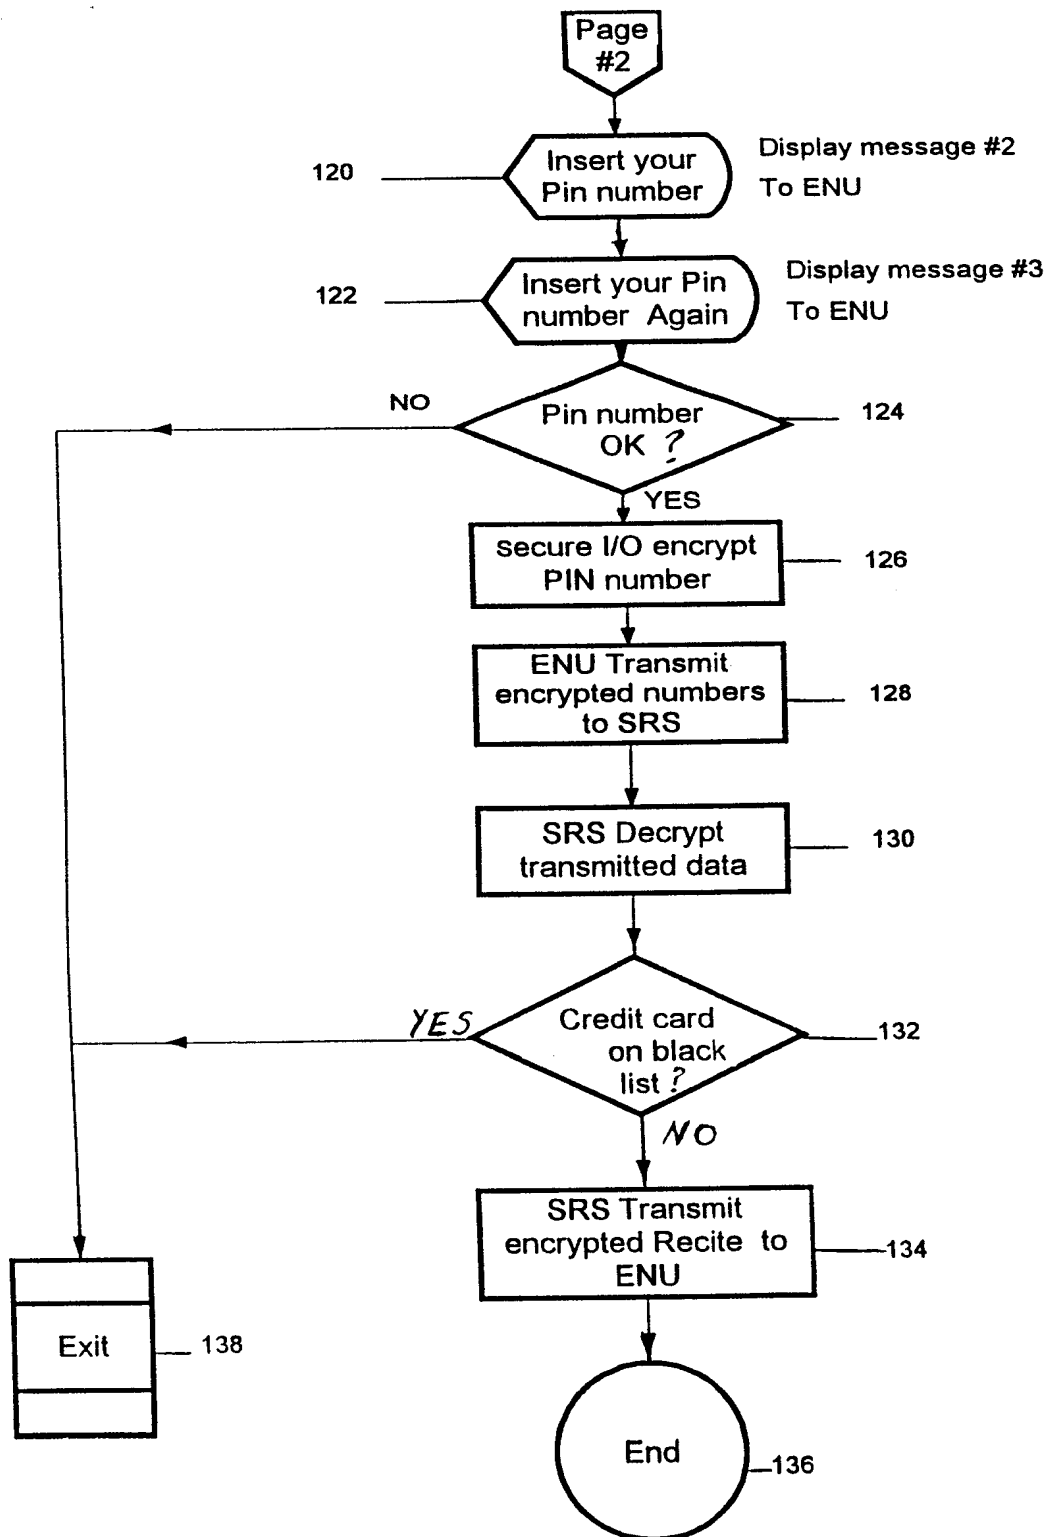 Page
#2
Insert your
Pin number
Display message #2
To ENU
120
Insert your Pin
number Again
Display message #3
To ENU
122
NO
Pin number
OK ?
124
YES
secure I/O encrypt
PIN number
126
ENU Transmit
encrypted numbers
to SRS
128
SRS Decrypt
transmitted data
130
YES
Credit card
on black
list ?
132
NO
SRS Transmit
encrypted Recite to
ENU
134
Exit
138
End
136